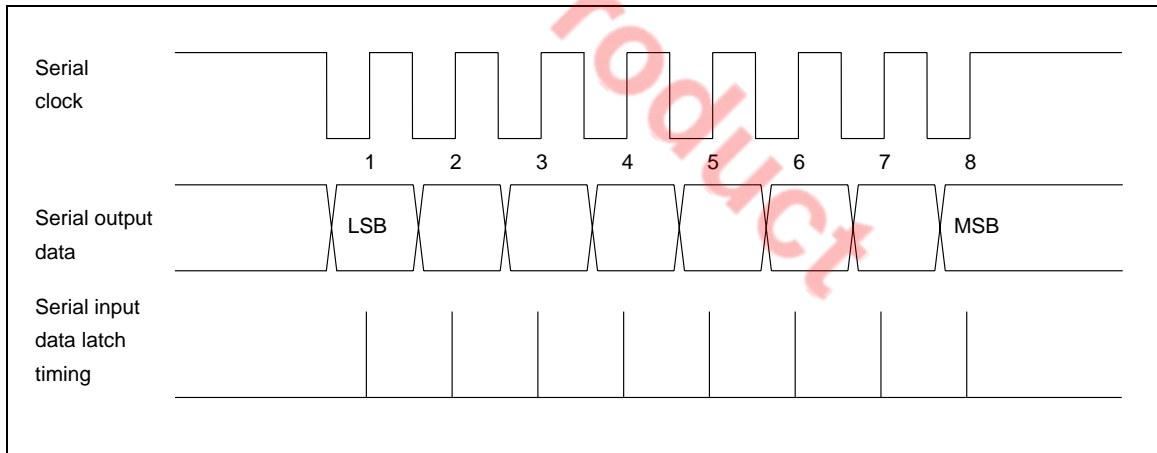 Serial
clock
1 2 3 4 5 6 7 8
Serial output
data
LSB
MSB
Serial input
data latch
timing
roduct